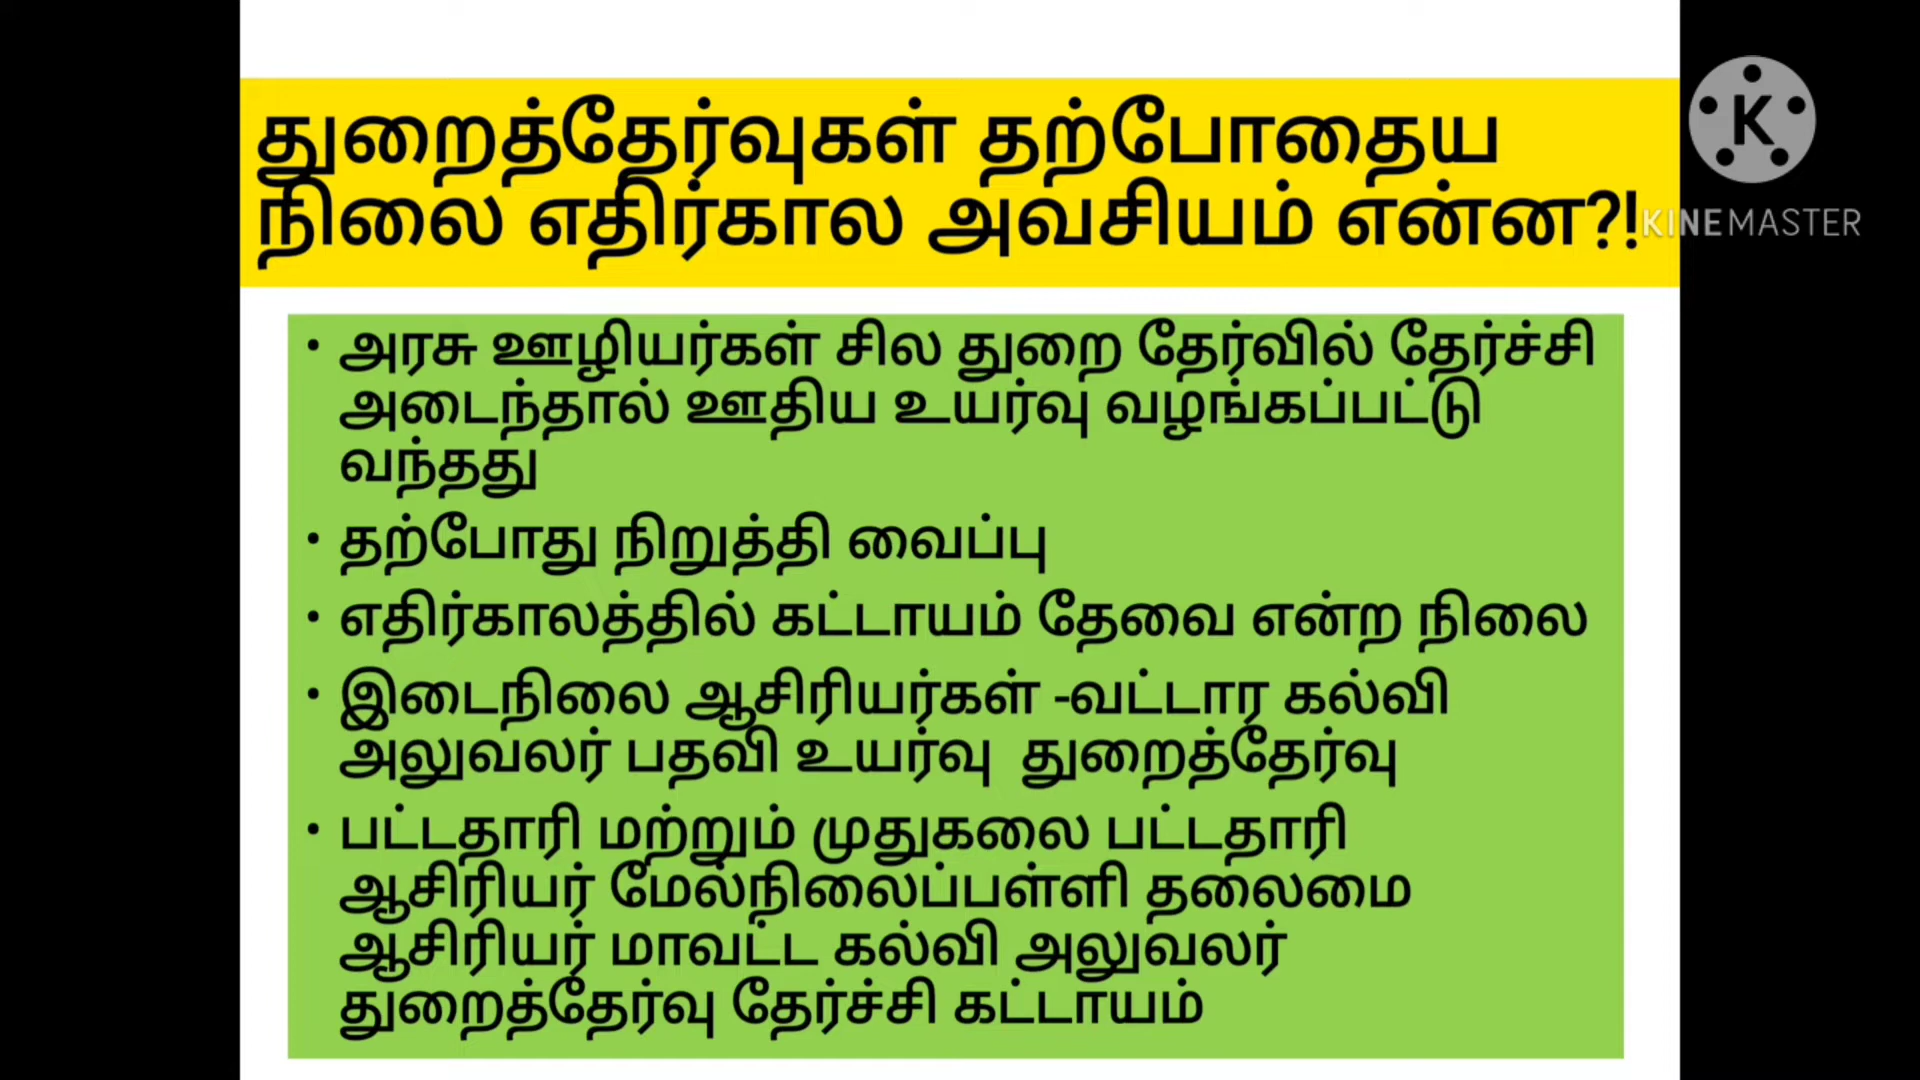 துறைத்தேர்வுகள் தற்போதைய
நிலை எதிர்கால அவசியம் என்ன?!
K
KINEMASTER
• அரசு ஊழியர்கள் சில துறை தேர்வில் தேர்ச்சி
அடைந்தால் ஊதிய உயர்வு வழங்கப்பட்டு
வந்தது
• தற்போது நிறுத்தி வைப்பு
• எதிர்காலத்தில் கட்டாயம் தேவை என்ற நிலை
• இடைநிலை ஆசிரியர்கள் -வட்டார கல்வி
அலுவலர் பதவி உயர்வு துறைத்தேர்வு
• பட்டதாரி மற்றும் முதுகலை பட்டதாரி
ஆசிரியர் மேல்நிலைப்பள்ளி தலைமை
ஆசிரியர் மாவட்ட கல்வி அலுவலர்
துறைத்தேர்வு தேர்ச்சி கட்டாயம்